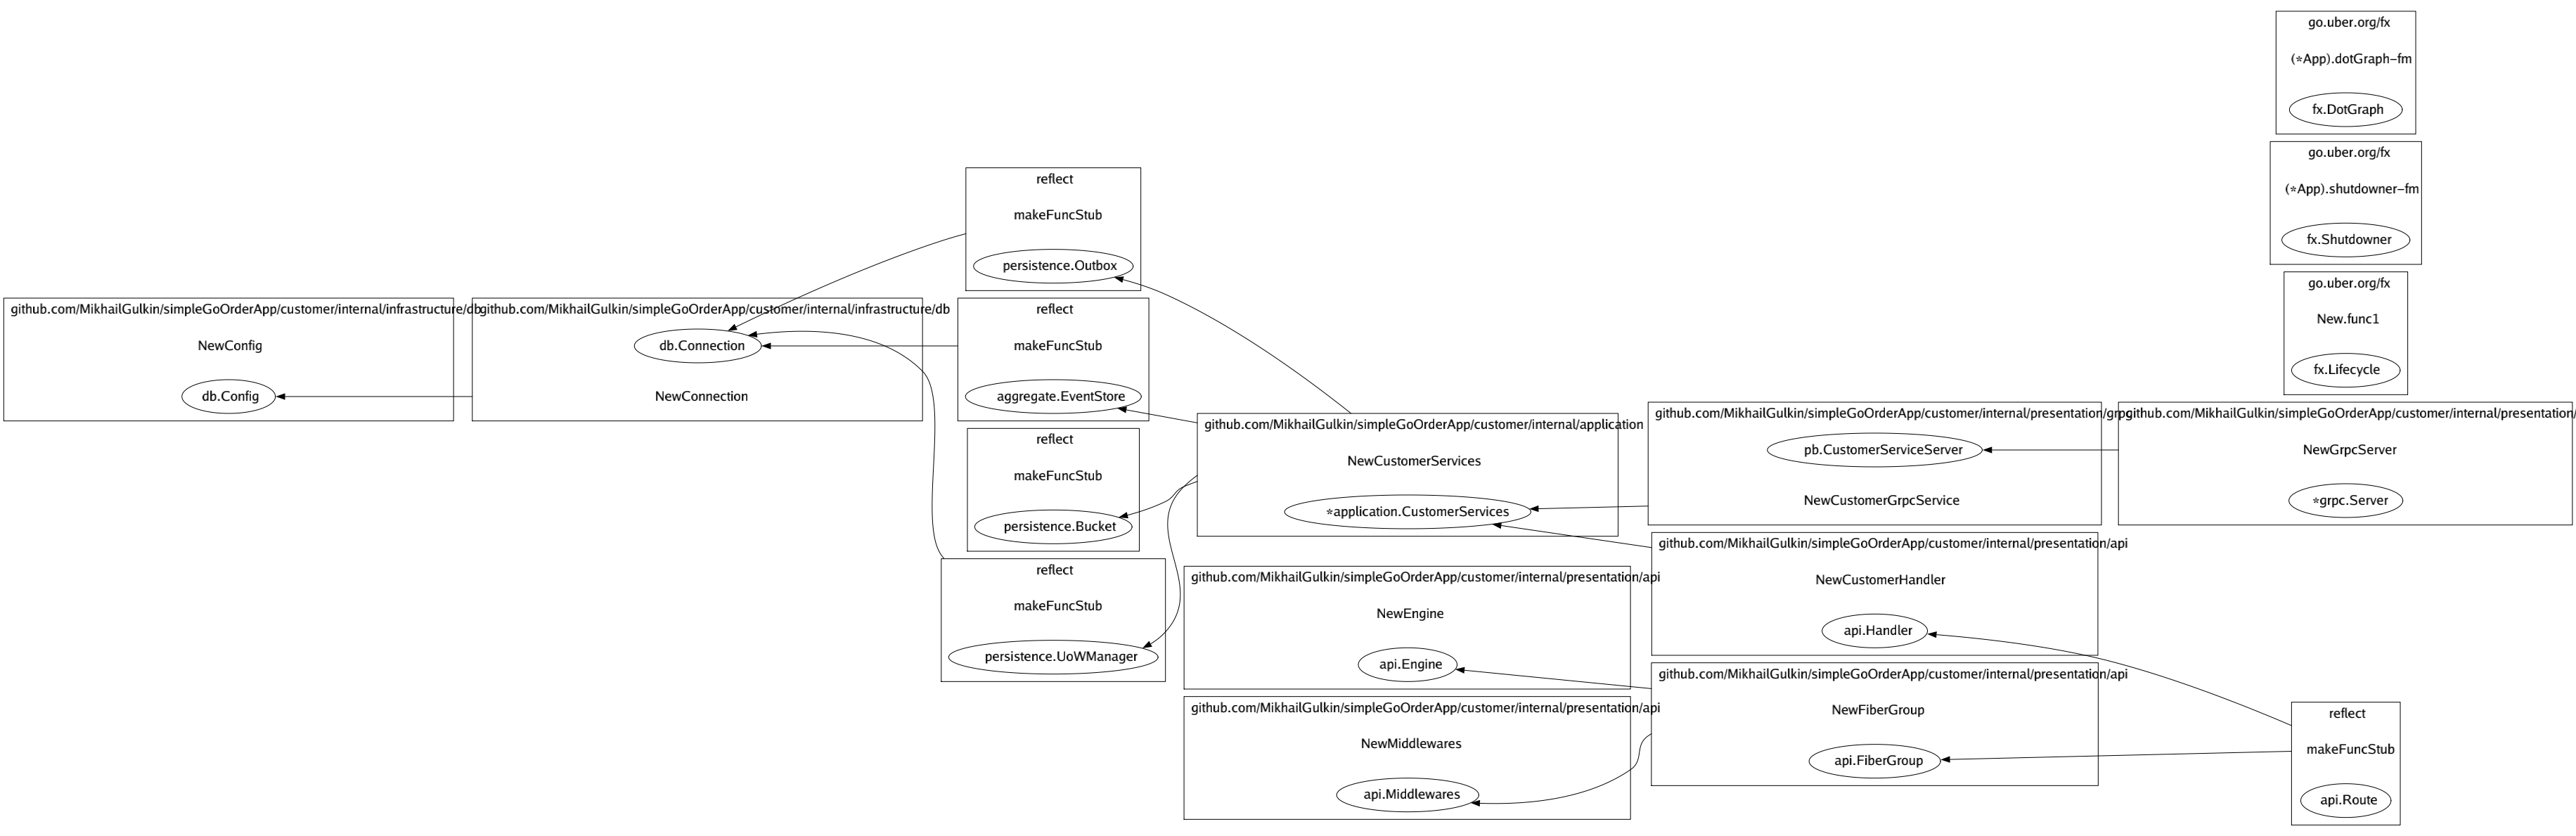 go.uber.org/fx
(*App).dotGraph-fm
fx.DotGraph
go.uber.org/fx
(*App).shutdowner-fm
fx.Shutdowner
go.uber.org/fx
New.func1
fx.Lifecycle
reflect
makeFuncStub
persistence.Outbox
github.com/MikhailGulkin/simpleGoOrderApp/customer/internal/infrastructure/db
NewConfig
db.Config
github.com/MikhailGulkin/simpleGoOrderApp/customer/internal/infrastructure/db
db.Connection
NewConnection
reflect
makeFuncStub
aggregate.EventStore
reflect
makeFuncStub
persistence.Bucket
reflect
makeFuncStub
persistence.UoWManager
github.com/MikhailGulkin/simpleGoOrderApp/customer/internal/application
NewCustomerServices
*application.CustomerServices
github.com/MikhailGulkin/simpleGoOrderApp/customer/internal/presentation/api
NewEngine
api.Engine
github.com/MikhailGulkin/simpleGoOrderApp/customer/internal/presentation/api
NewMiddlewares
api.Middlewares
github.com/MikhailGulkin/simpleGoOrderApp/customer/internal/presentation/grpc
pb.CustomerServiceServer
NewCustomerGrpcService
github.com/MikhailGulkin/simpleGoOrderApp/customer/internal/presentation/
NewGrpcServer
*grpc.Server
github.com/MikhailGulkin/simpleGoOrderApp/customer/internal/presentation/api
NewCustomerHandler
api.Handler
github.com/MikhailGulkin/simpleGoOrderApp/customer/internal/presentation/api
NewFiberGroup
api.FiberGroup
reflect
makeFuncStub
api.Route